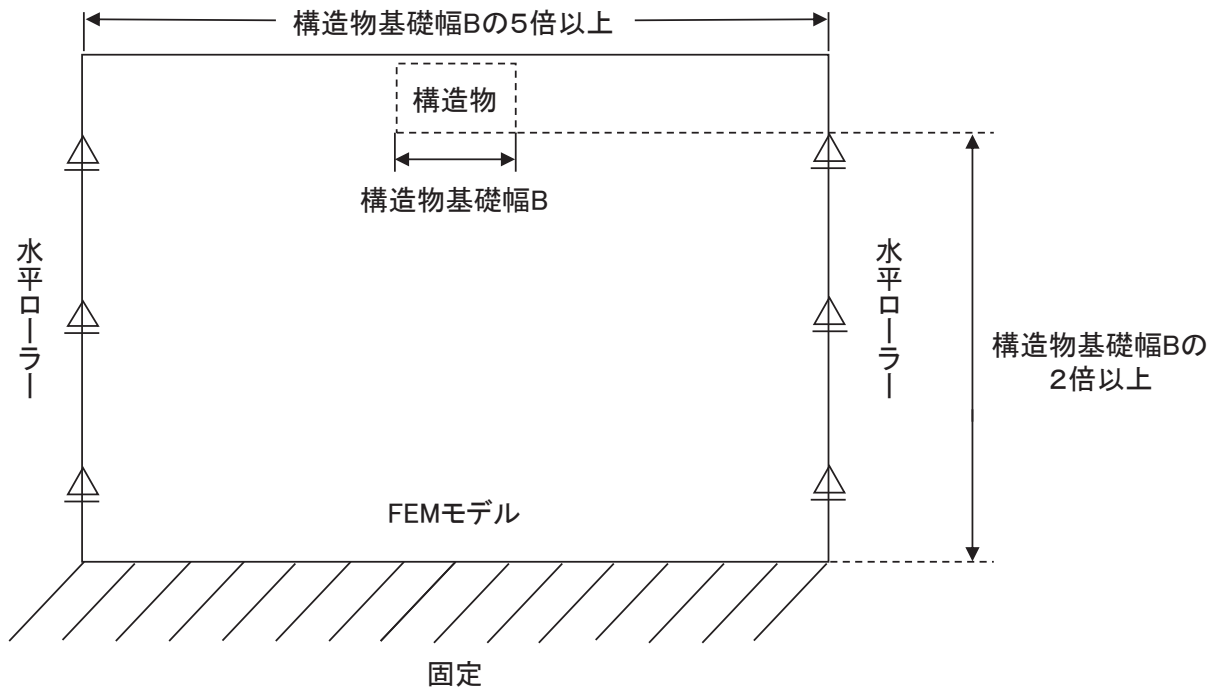 構造物基礎幅Bの5倍以上
構造物
構造物基礎幅B
水平ローラー
水平ローラー
構造物基礎幅Bの
2倍以上
FEMモデル
固定